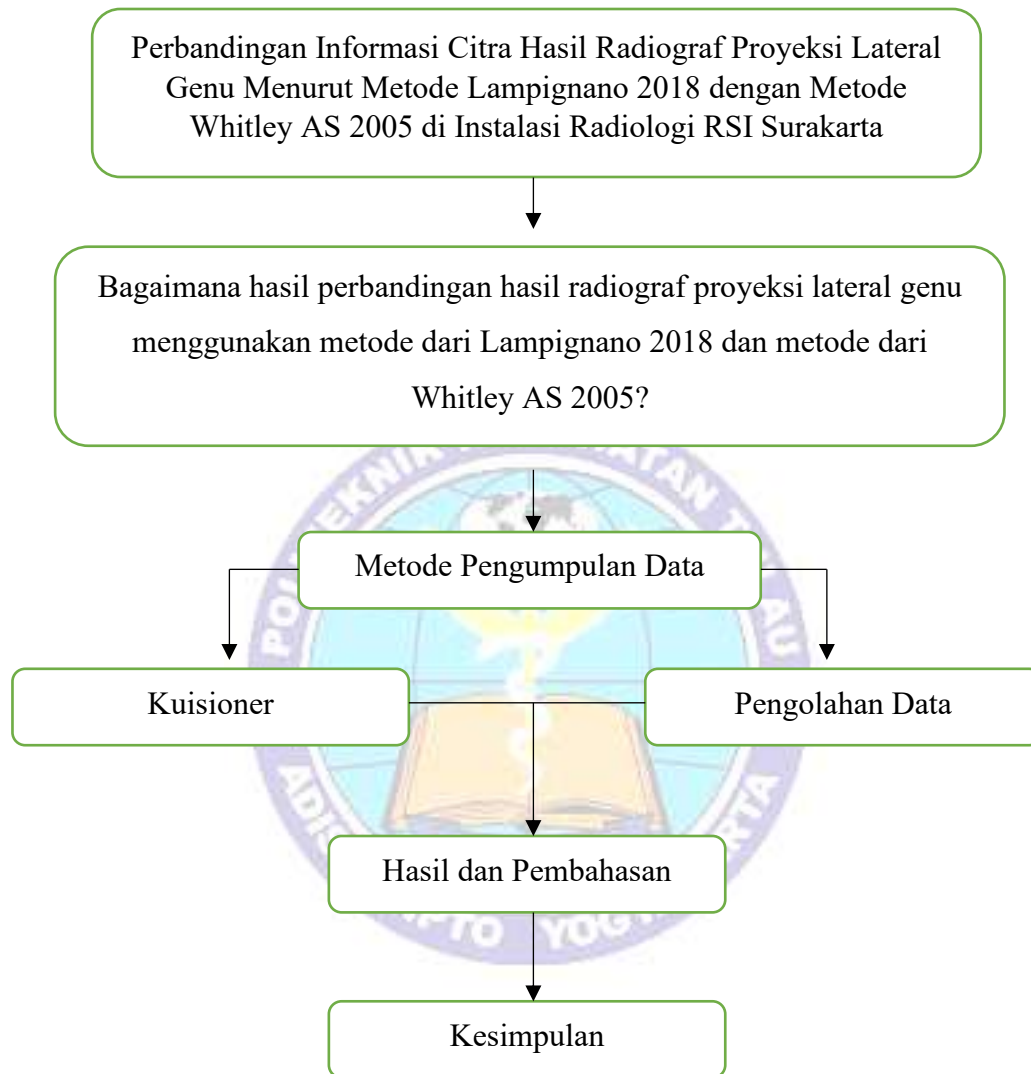 Perbandingan Informasi Citra Hasil Radiograf Proyeksi Lateral
Genu Menurut Metode Lampignano 2018 dengan Metode
Whitley AS 2005 di Instalasi Radiologi RSI Surakarta
Bagaimana hasil perbandingan hasil radiograf proyeksi lateral genu
menggunakan metode dari Lampignano 2018 dan metode dari
Whitley AS 2005?
Metode Pengumpulan Data
Kuisioner
Pengolahan Data
Hasil dan Pembahasan
Kesimpulan